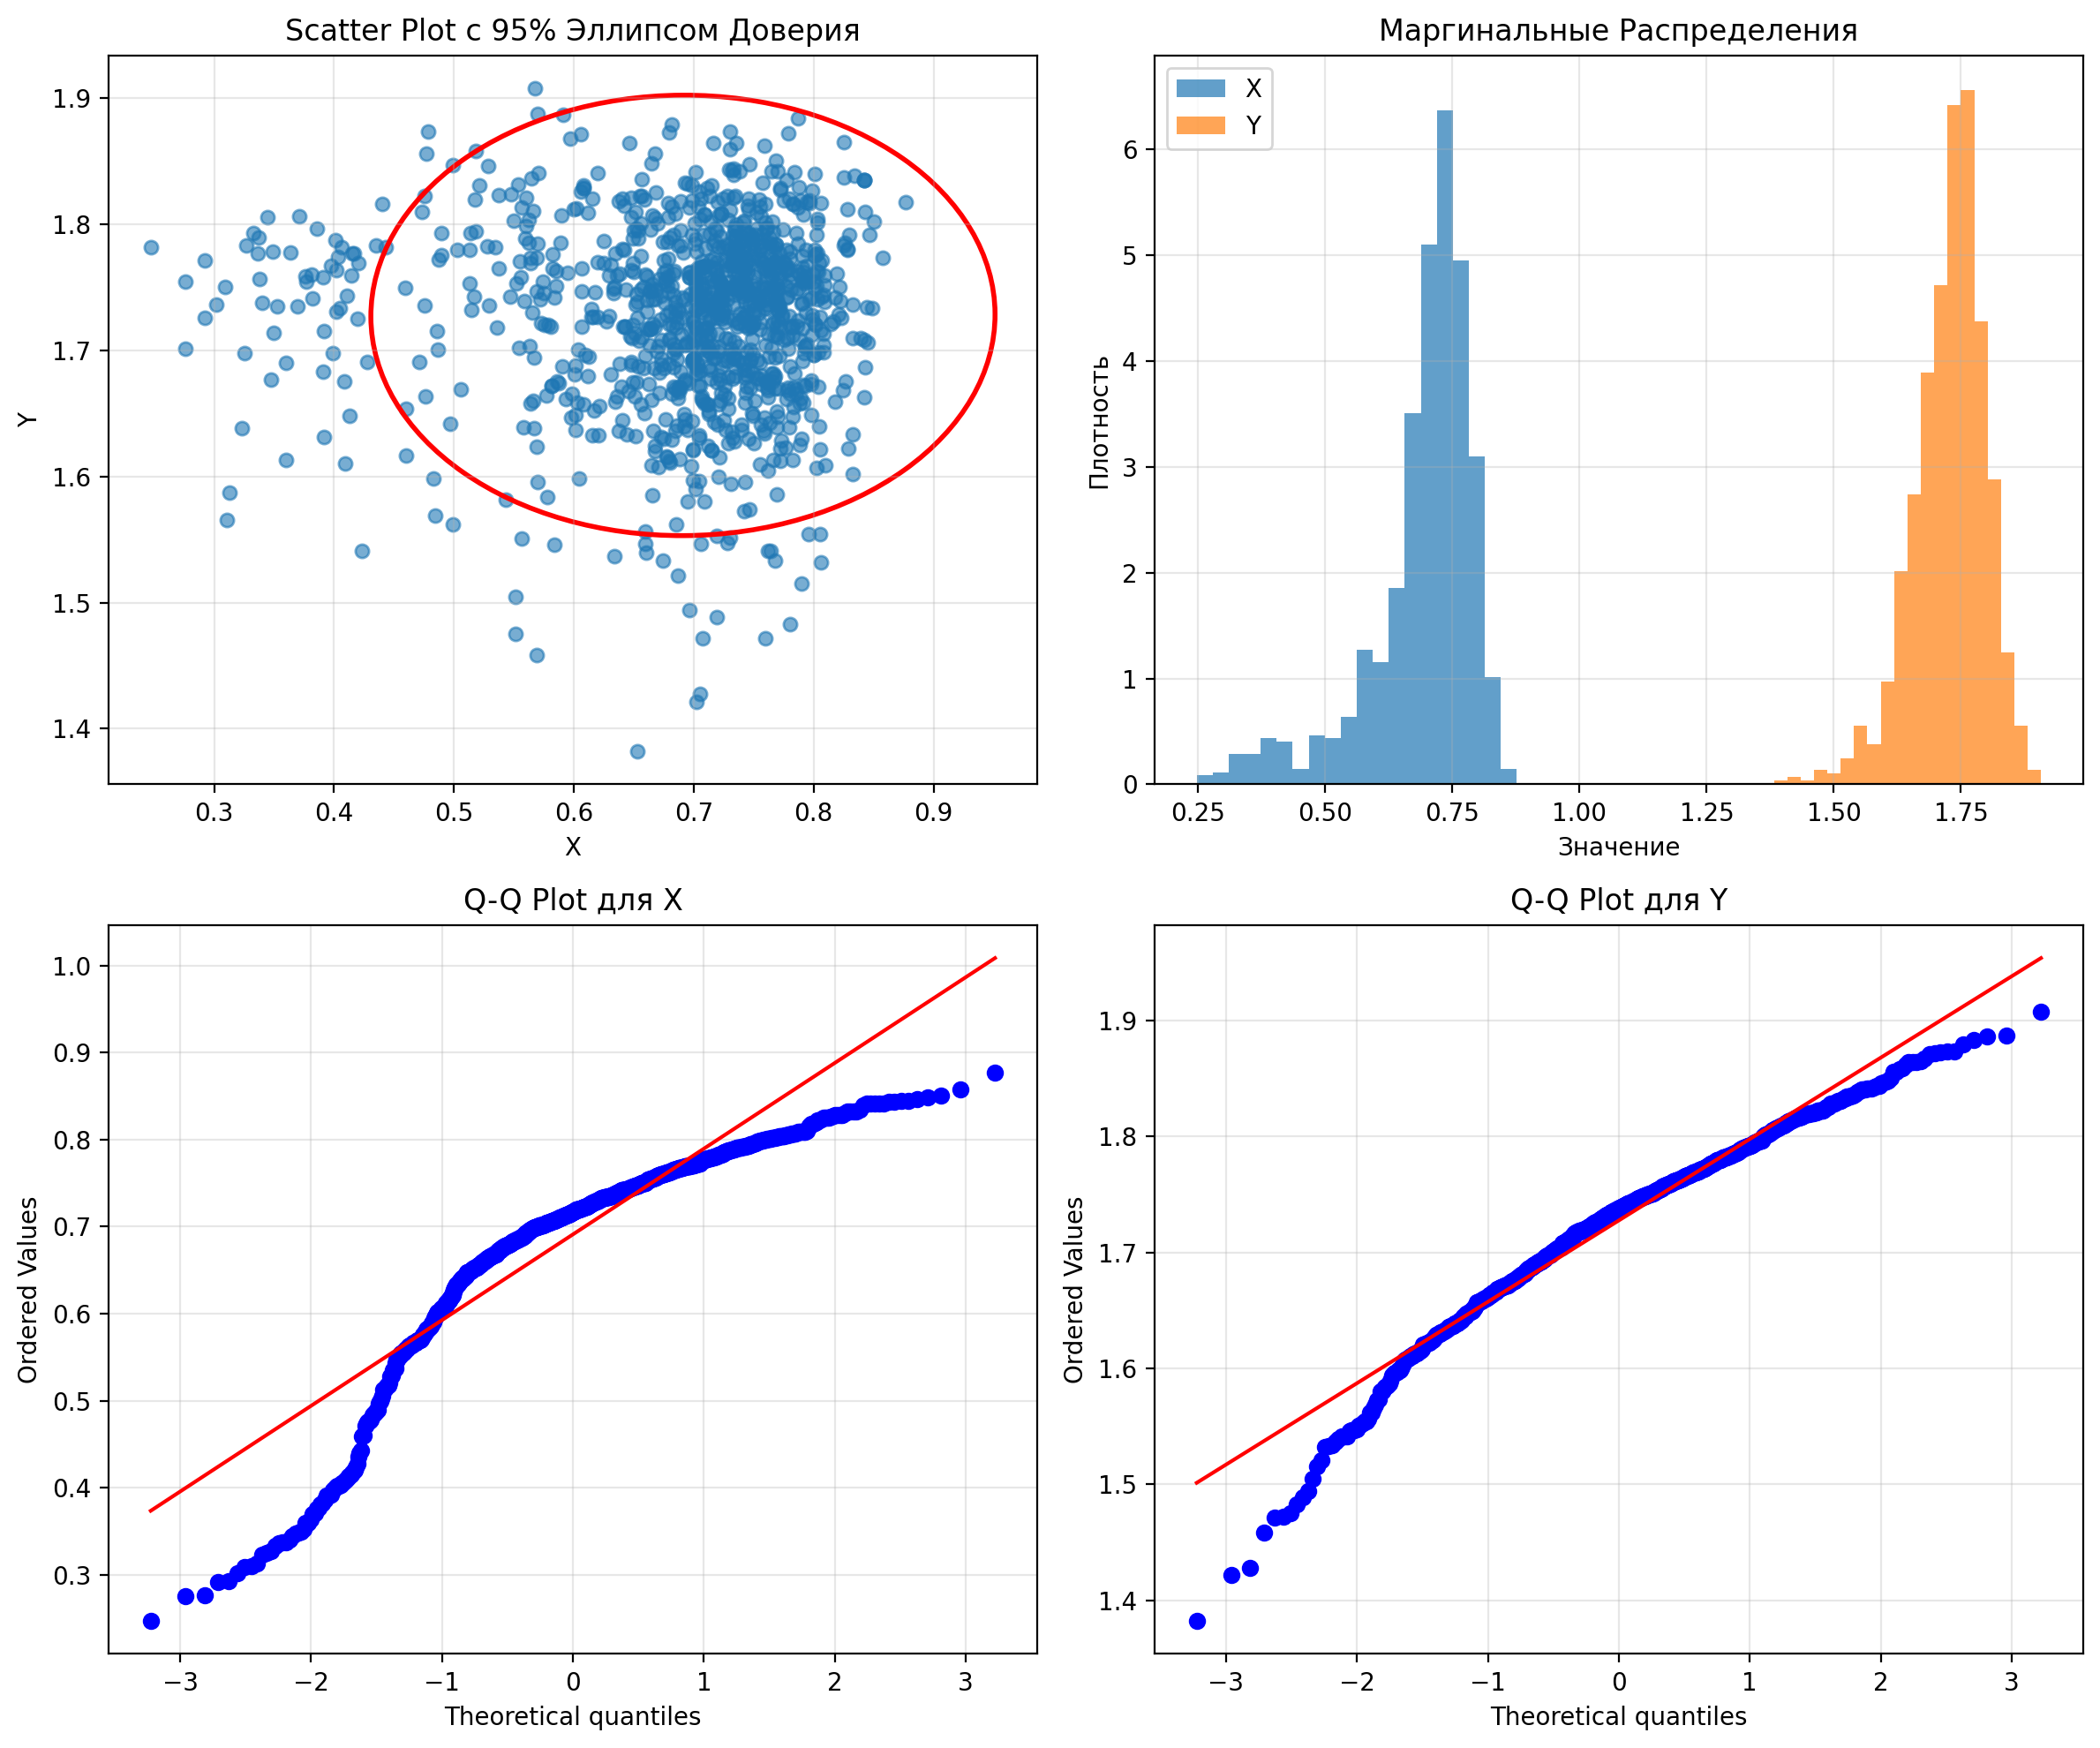 Scatter Plot с 95% Эллипсом Доверия
1.9
1.8
1.7
1.6
1.5
1.4
Y
0.3 0.4 0.5 0.6 0.7 0.8 0.9
X
Маргинальные Распределения
X
Y
6
5
4
3
2
1
0
Плотность
0.25 0.50 0.75 1.00 1.25 1.50 1.75
Значение
Q-Q Plot для X
1.0
0.9
0.8
0.7
0.6
0.5
0.4
0.3
Ordered Values
−3 −2 −1 0 1 2 3
Theoretical quantiles
Q-Q Plot для Y
1.9
1.8
1.7
1.6
1.5
1.4
Ordered Values
−3 −2 −1 0 1 2 3
Theoretical quantiles